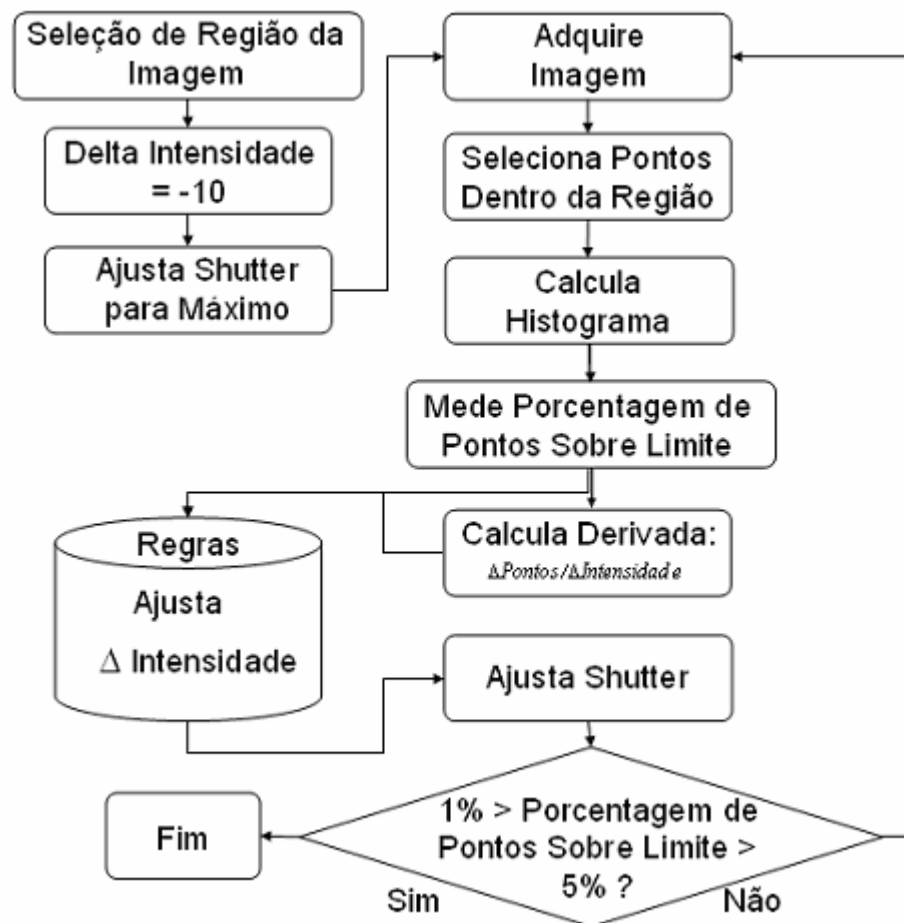 Seleção de Região da
Imagem
Delta Intensidade
= -10
Ajusta Shutter
para Máximo
Adquire
Imagem
Seleciona Pontos
Dentro da Região
Calcula
Histograma
Mede Porcentagem de
Pontos Sobre Limite
Calcula Derivada:
ΔPontos/ΔIntensidade
Regras
Ajusta
Δ Intensidade
Ajusta Shutter
1% > Porcentagem de
Pontos Sobre Limite >
5% ?
Sim
Não
Fim